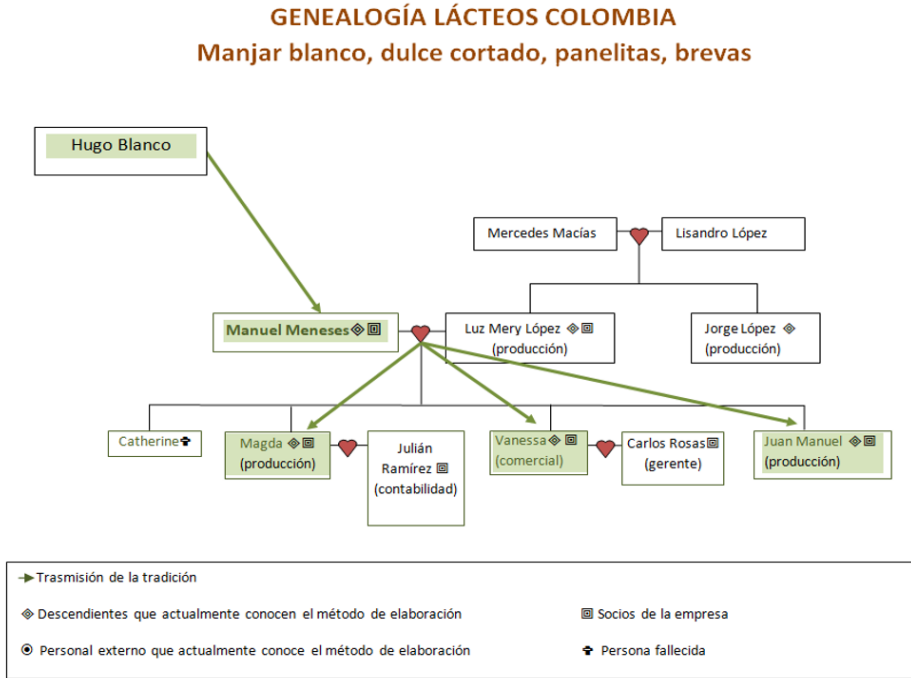 GENEALOGÍA LÁCTEOS COLOMBIA
Manjar blanco, dulce cortado, panelitas, brevas
Hugo Blanco
Mercedes Macías
Lisandro López
Manuel Meneses
Luz Mery López
(producción)
Jorge López
(producción)
Catherine
Magda
(producción)
Julián
Ramírez
(contabilidad)
Vanessa
(comercial)
Carlos Rosas
(gerente)
Juan Manuel
(producción)
Trasmisión de la tradición
Descendientes que actualmente conocen el método de elaboración
Socios de la empresa
Personal externo que actualmente conoce el método de elaboración
Persona fallecida